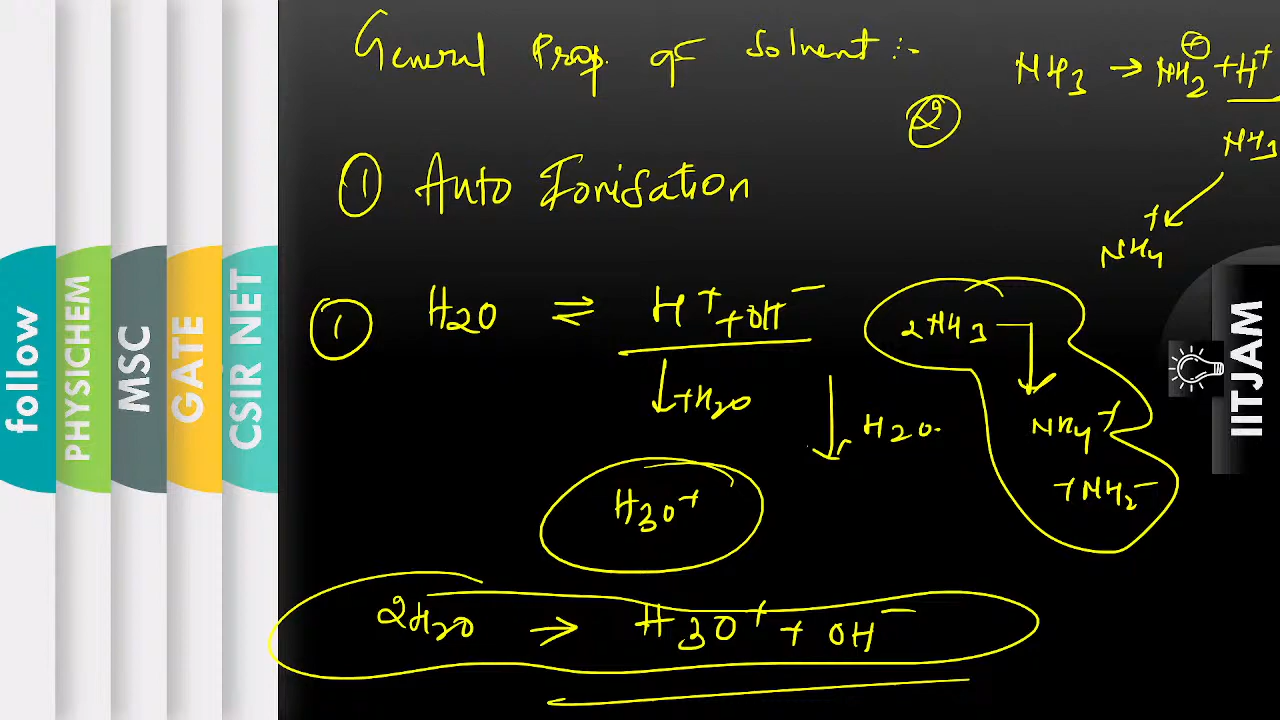 General Prop. of Solvent :-
NH3 → NH2⊕ + H+
②
NH3
① Auto Ionisation
NH4+
① H2O ⇌ H+ + OH-
2NH3
↓ +H2O
↓ H2O
NH4+
+ NH2-
H3O+
2H2O → H3O+ + OH-
follow
PHYSICHEM
MSC
GATE
CSIR NET
IITJAM